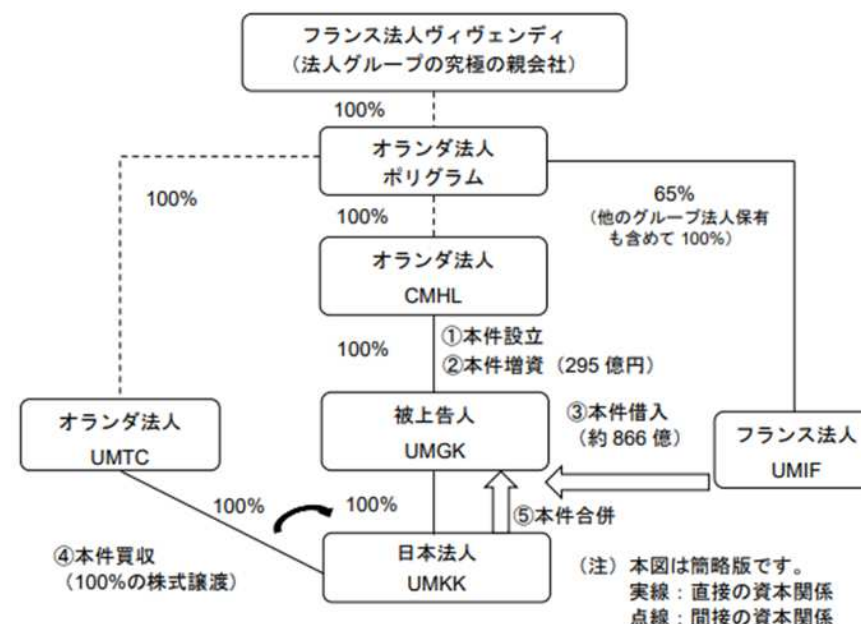 フランス法人ヴィヴェンディ
(法人グループの究極の親会社)
100%
オランダ法人
ポリグラム
100%
100%
65%
(他のグループ法人保有
も含めて 100%)
オランダ法人
CMHL
100%
①本件設立
②本件増資(295 億円)
オランダ法人
UMTC
被上告人
UMGK
③本件借入
(約 866 億)
フランス法人
UMIF
100%
100%
⑤本件合併
④本件買収
(100%の株式譲渡)
日本法人
UMKK
(注)本図は簡略版です。
実線:直接の資本関係
点線:間接の資本関係